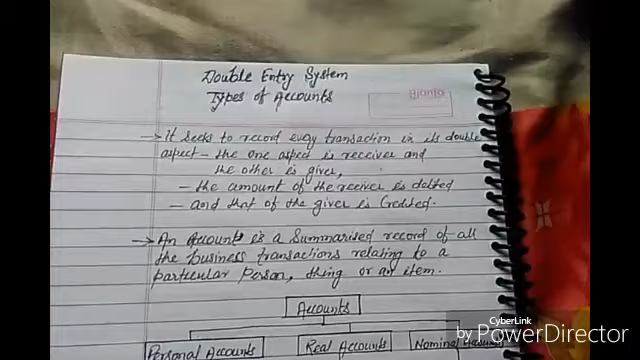 Double Entry System
Types of Accounts
Ajanta
→ it seeks to record every transaction in its double
aspect - the one aspect is receiver and
the other is giver,
- the amount of the receiver is debited
- and that of the giver is Credited.
→ An Account is a Summarised record of all
the business transactions relating to a
particular person, thing or an item.
Accounts
Personal Accounts Real Accounts Nominal
CyberLink
by PowerDirector